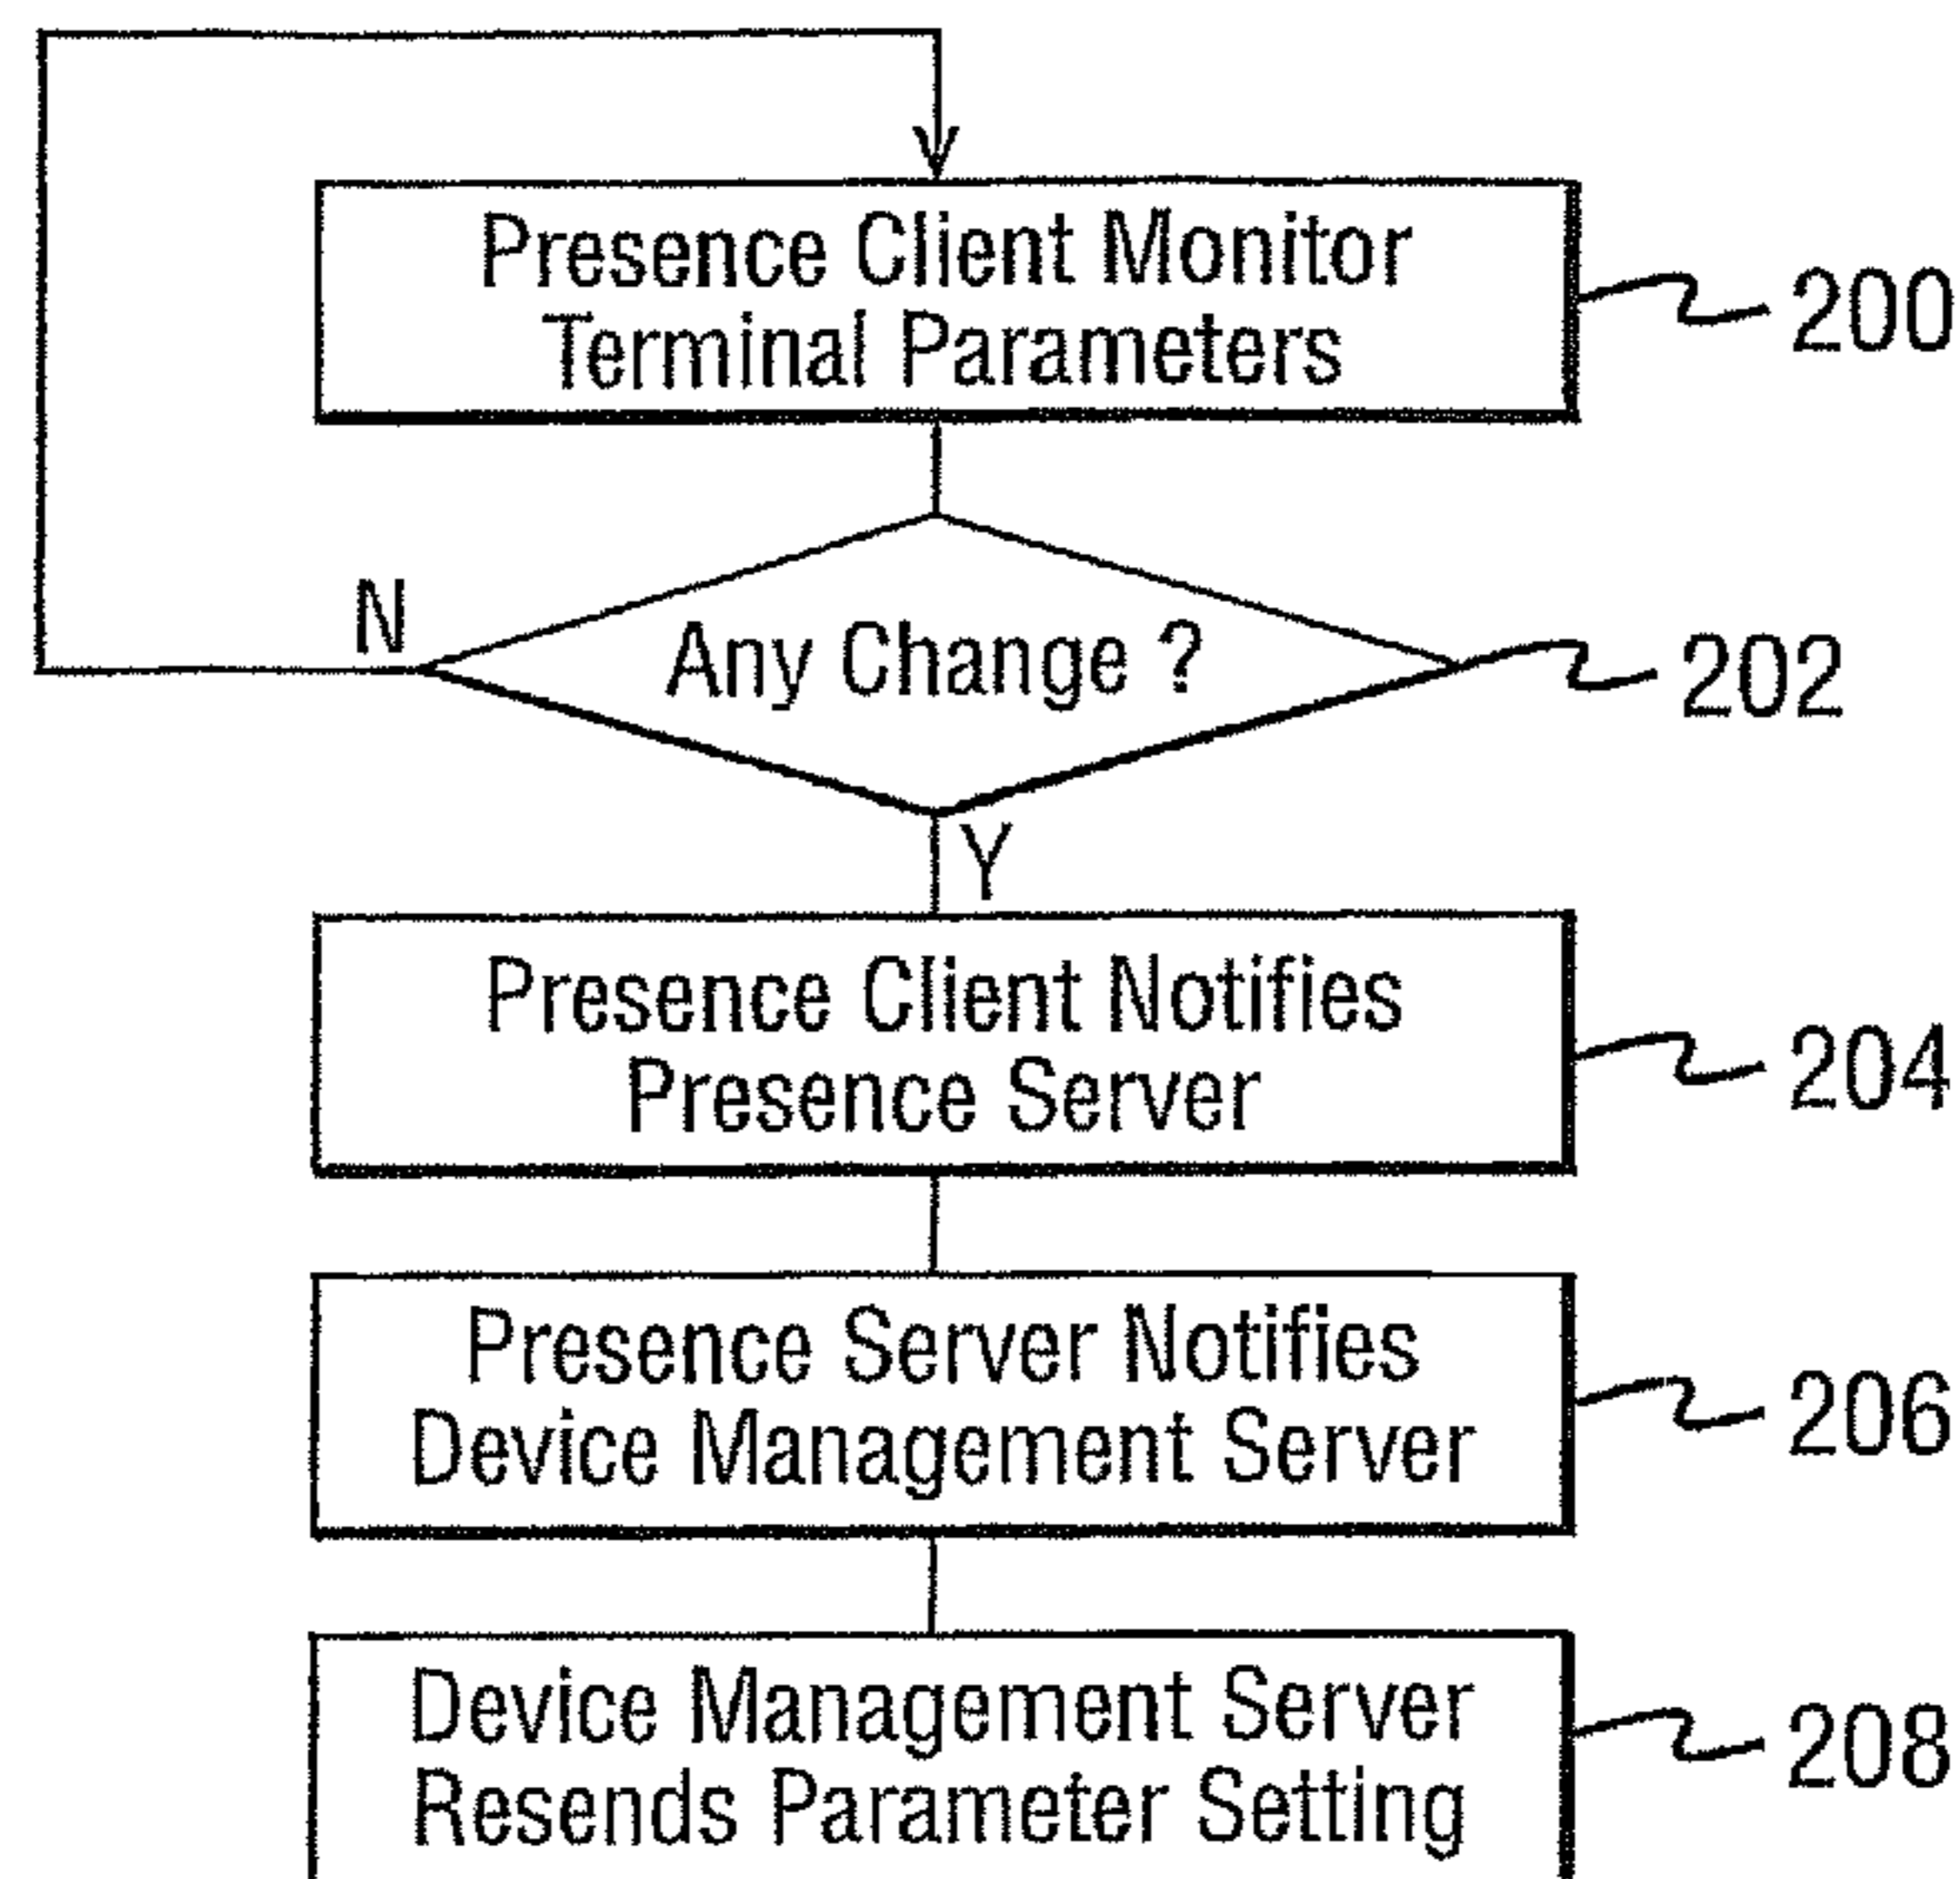 Presence Client Monitor
Terminal Parameters
200
N
Any Change ?
202
Y
Presence Client Notifies
Presence Server
204
Presence Server Notifies
Device Management Server
206
Device Management Server
Resends Parameter Setting
208